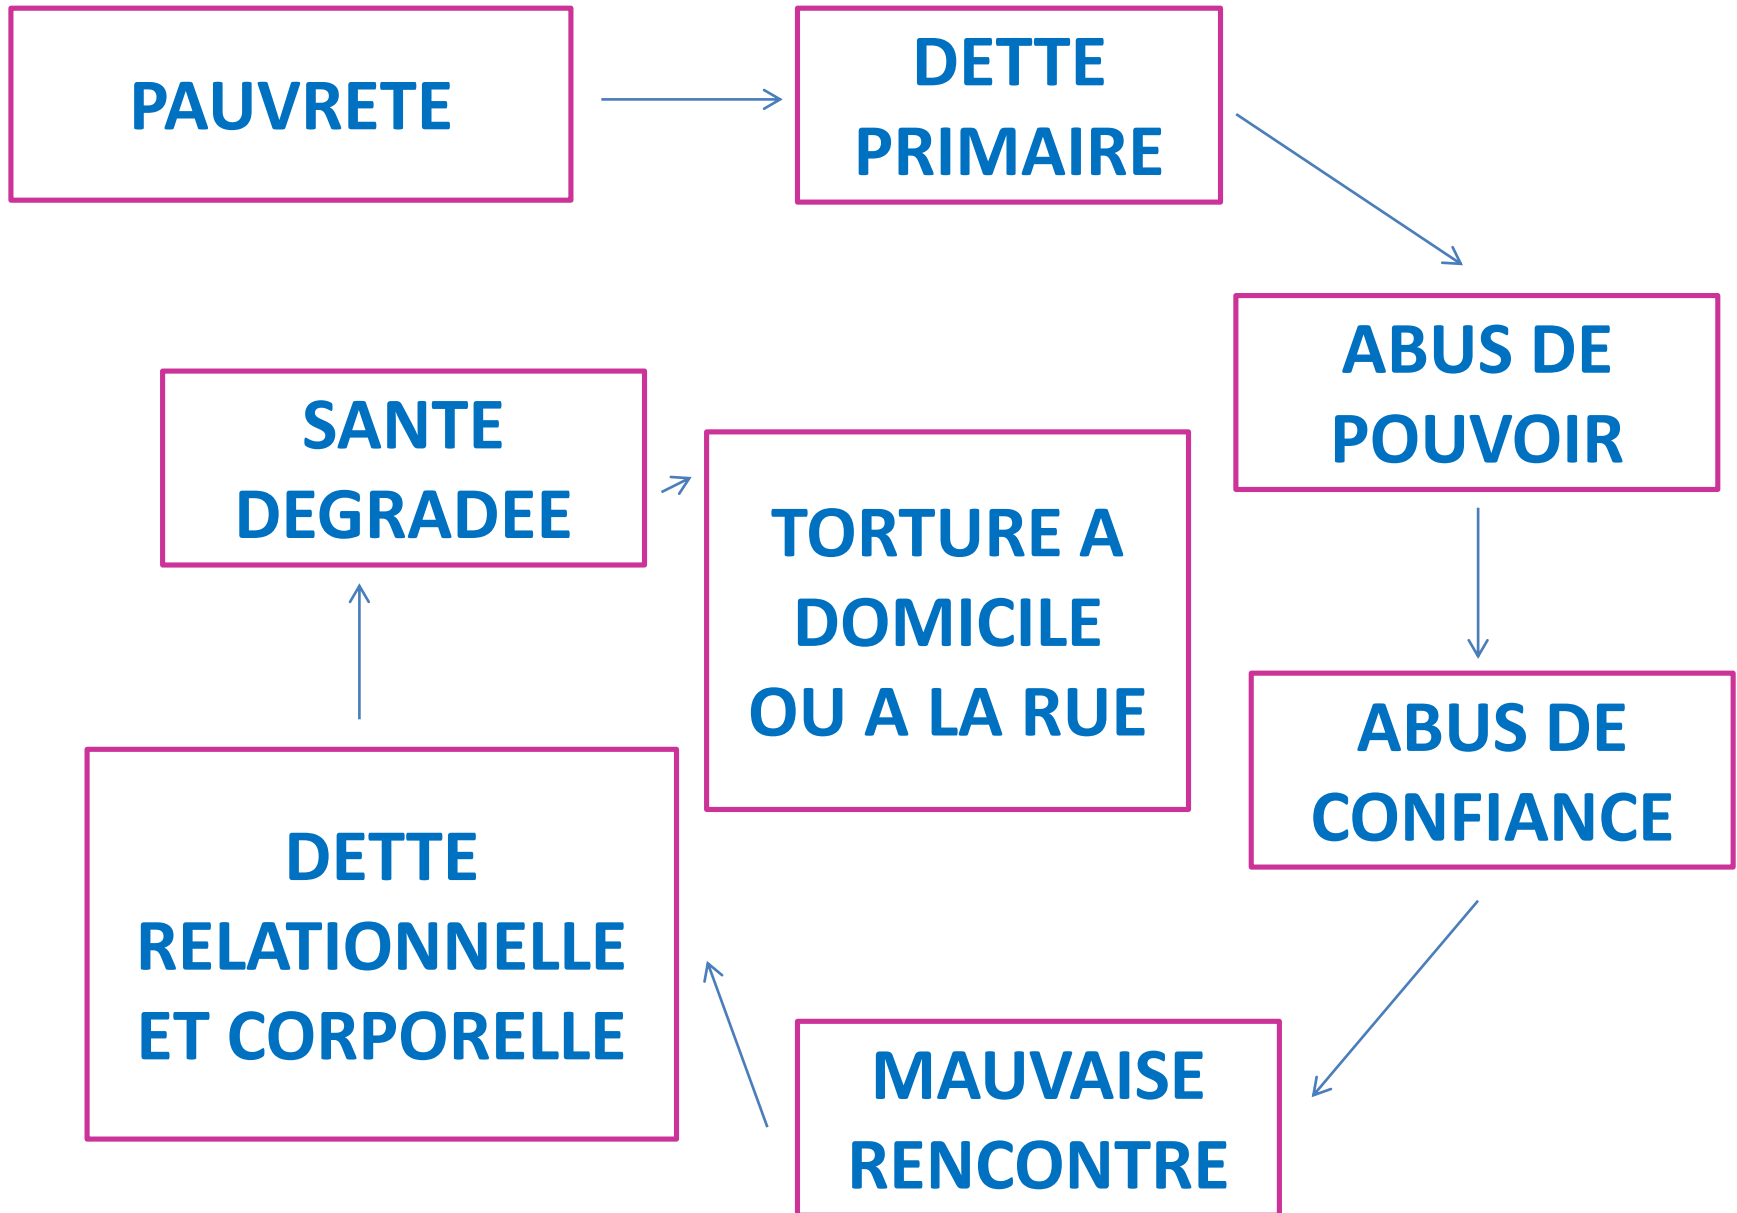 PAUVRETE
DETTE
PRIMAIRE
ABUS DE
POUVOIR
ABUS DE
CONFIANCE
MAUVAISE
RENCONTRE
DETTE
RELATIONNELLE
ET CORPORELLE
SANTE
DEGRADEE
TORTURE A
DOMICILE
OU A LA RUE